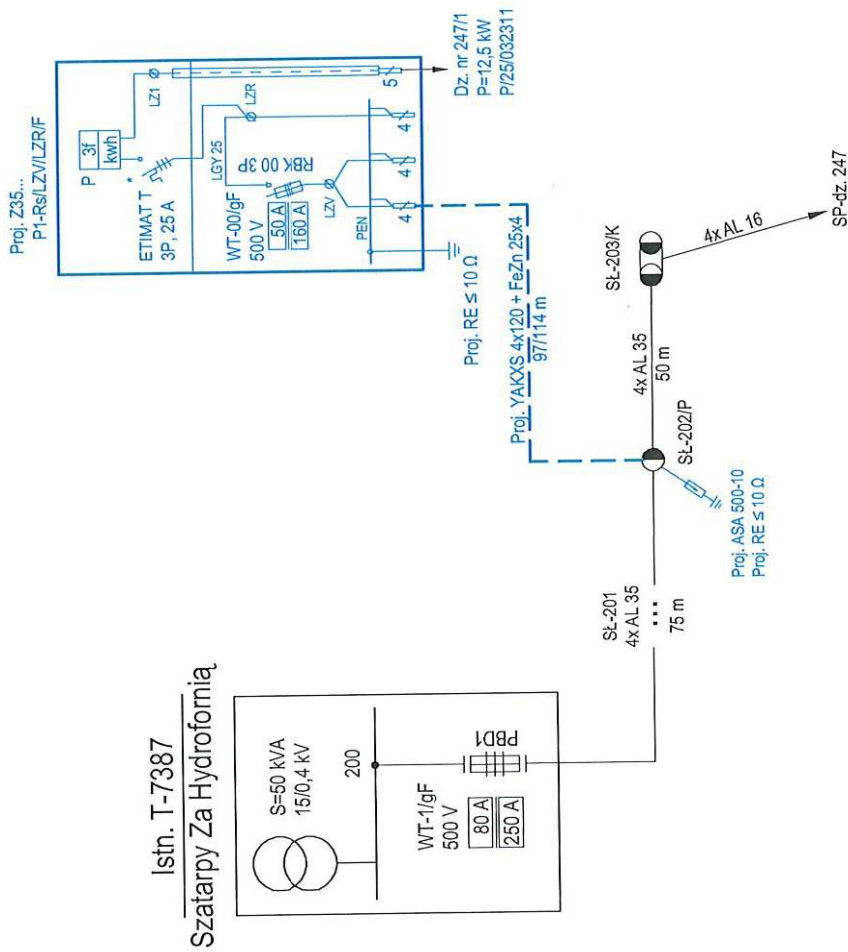 Istn. T-7387
Szatarpy Za Hydrofornią
S=50 kVA
15/0,4 kV
200
WT-1/gF
500 V
80 A
250 A
PBD1
SŁ-201
4x AL 35
75 m
SŁ-202/P
Proj. ASA 500-10
Proj. RE ≤ 10 Ω
4x AL 35
50 m
SŁ-203/K
4x AL 16
SP-dz. 247
Proj. YAKXS 4x120 + FeZn 25x4
97/114 m
Proj. RE ≤ 10 Ω
Proj. Z35...
P1-Rs/LZV/LZR/F
P
3f
kwh
*
ETIMAT T
3P, 25 A
LZ1
LZR
LGY 25
WT-00/gF
500 V
50 A
160 A
RBK 00 3P
LZV
PEN
4
4
4
5
Dz. nr 247/1
P=12,5 kW
P/25/032311